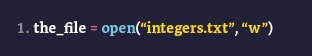 1. the_file = open(“integers.txt”, “w”)